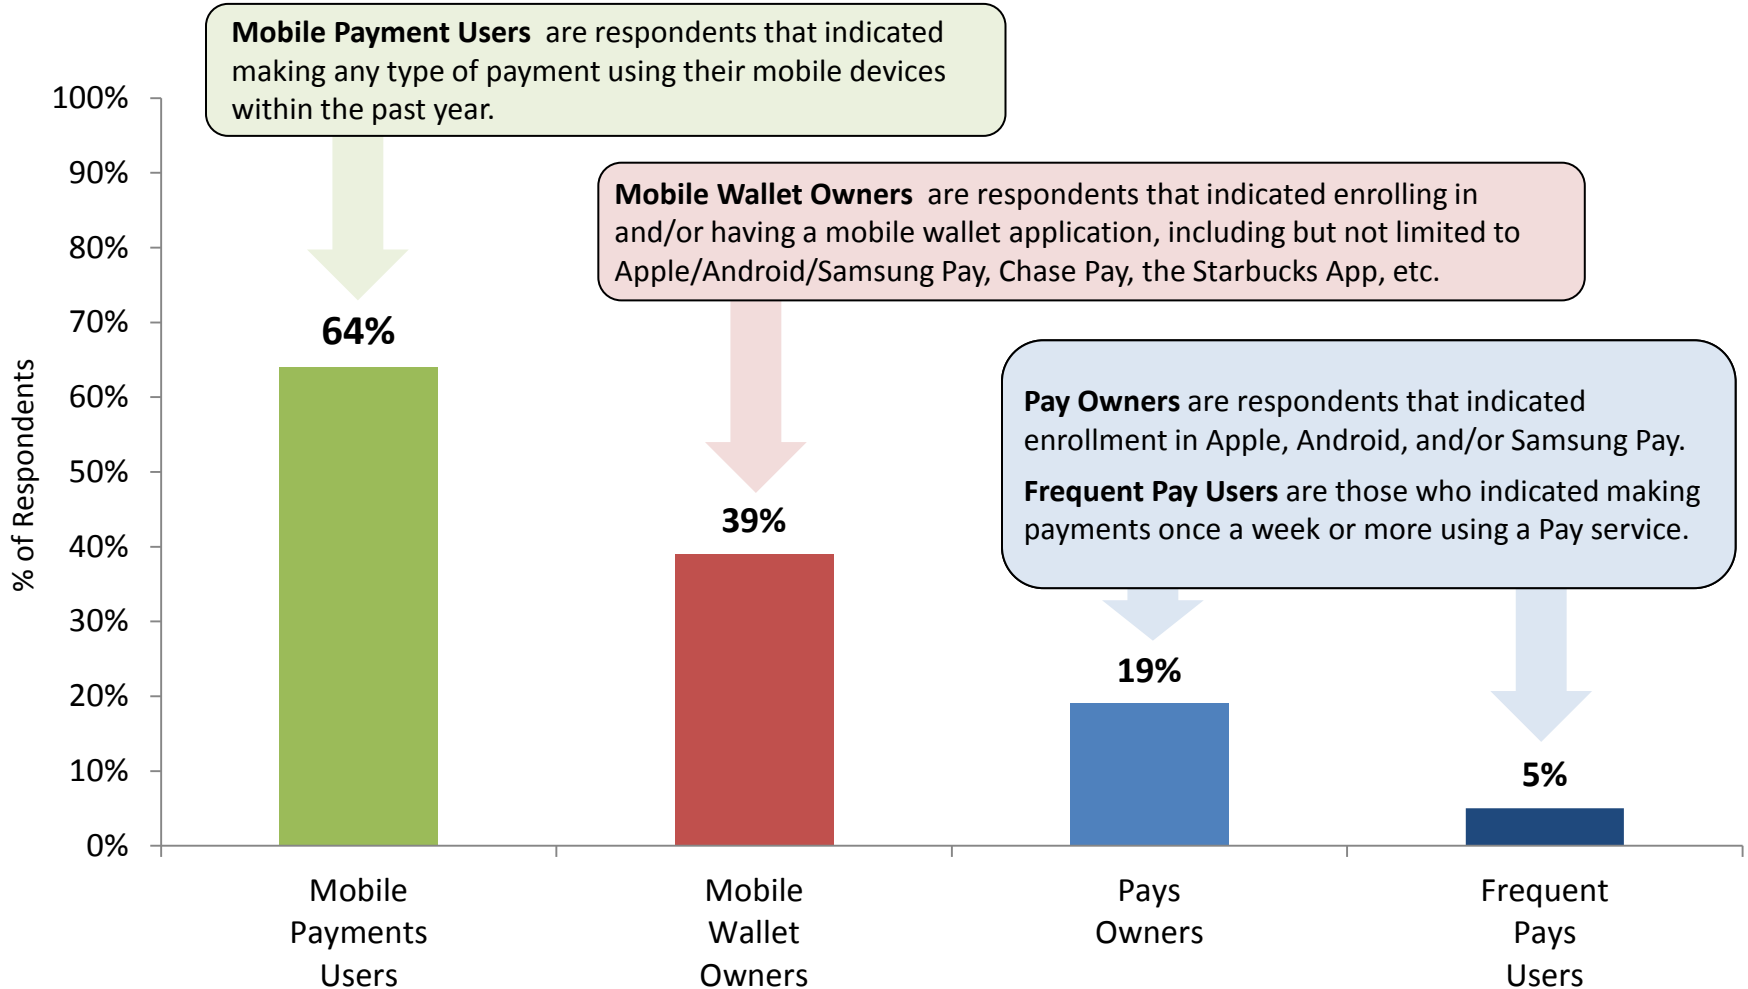 Mobile Payment Users are respondents that indicated
making any type of payment using their mobile devices
within the past year.
Mobile Wallet Owners are respondents that indicated enrolling in
and/or having a mobile wallet application, including but not limited to
Apple/Android/Samsung Pay, Chase Pay, the Starbucks App, etc.
Pay Owners are respondents that indicated
enrollment in Apple, Android, and/or Samsung Pay.
Frequent Pay Users are those who indicated making
payments once a week or more using a Pay service.
% of Respondents
100%
90%
80%
70%
60%
50%
40%
30%
20%
10%
0%
64%
39%
19%
5%
Mobile
Payments
Users
Mobile
Wallet
Owners
Pays
Owners
Frequent
Pays
Users